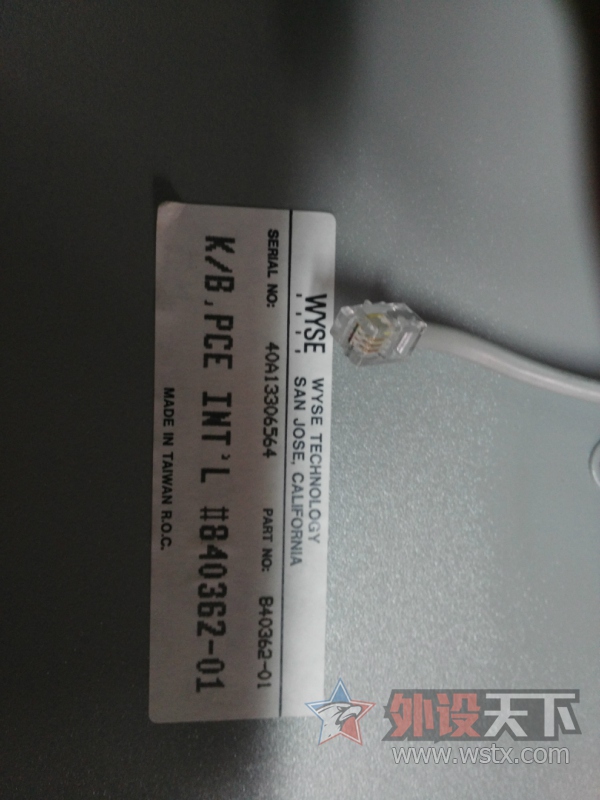 WYSE WYSE TECHNOLOGY
SAN JOSE, CALIFORNIA
SERIAL NO: 40A13306564 PART NO: 840362-01
K/B,PCE INT'L #840362-01
MADE IN TAIWAN R.O.C.
外设天下
www.wstx.com